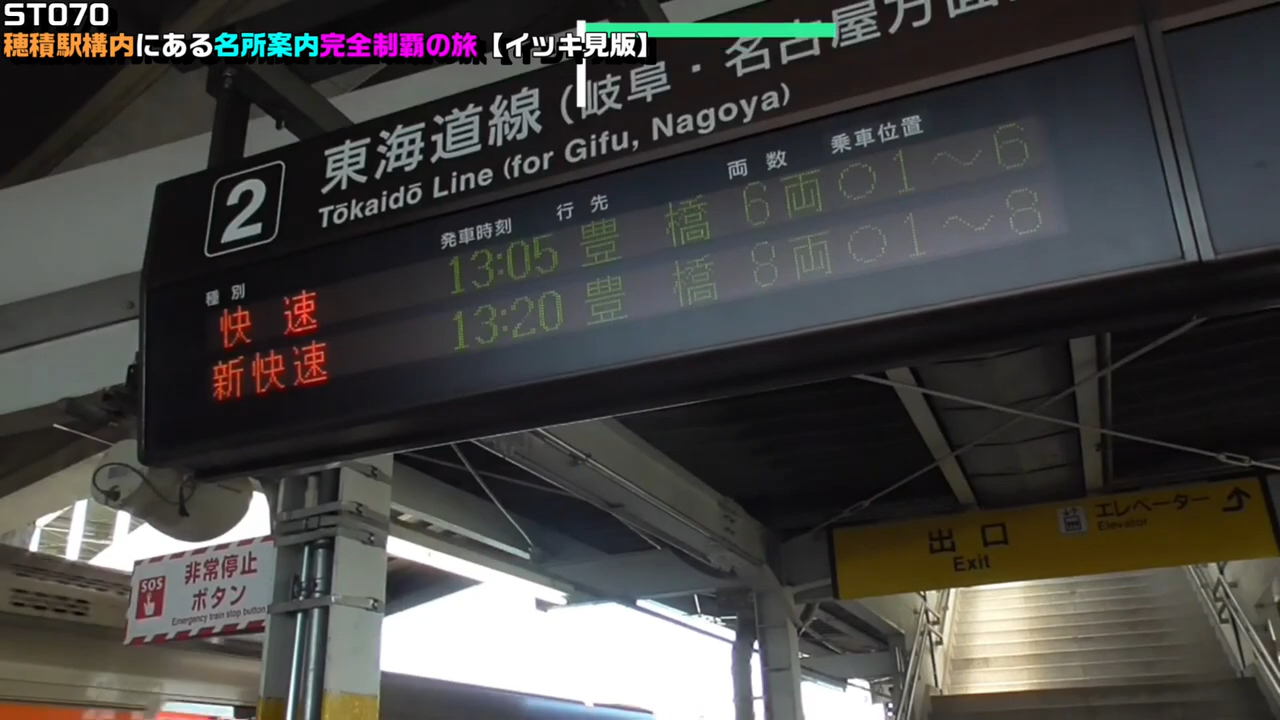 ST070
穂積駅構内にある名所案内完全制覇の旅【イツキ見版】
2 東海道線 (岐阜・名古屋方面
Tōkaidō Line (for Gifu, Nagoya)
種別 発車時刻 行先 両数 乗車位置
快速 13:05 豊橋 6両○1～6
新快速 13:20 豊橋 8両○1～8
出口 エレベーター
Exit Elevator
SOS 非常停止
ボタン
Emergency train stop button